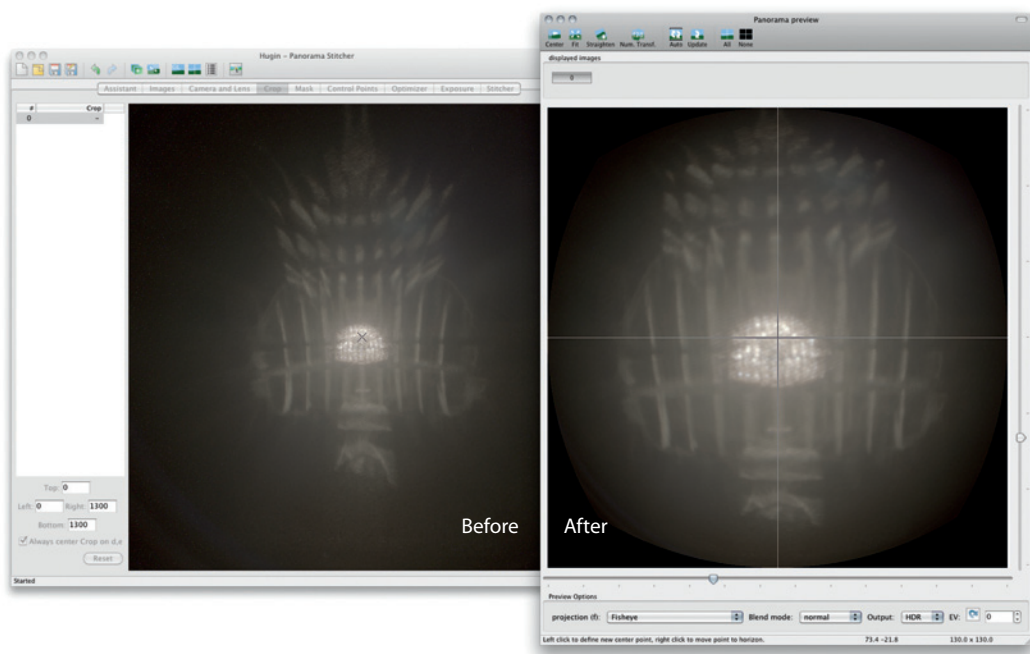 Hugin – Panorama Stitcher
Assistant Images Camera and Lens Crop Mask Control Points Optimizer Exposure Stitcher
# Crop
0 –
Top: 0
Left: 0 Right: 1300
Bottom: 1300
Always center Crop on d,e
Reset
Started
Before
Panorama preview
Center Fit Straighten Num. Transf. Auto Update All None
displayed images
0
After
Preview Options
projection (f): Fisheye Blend mode: normal Output: HDR EV: 0
Left click to define new center point, right click to move point to horizon. 73.4 -21.8 130.0 x 130.0